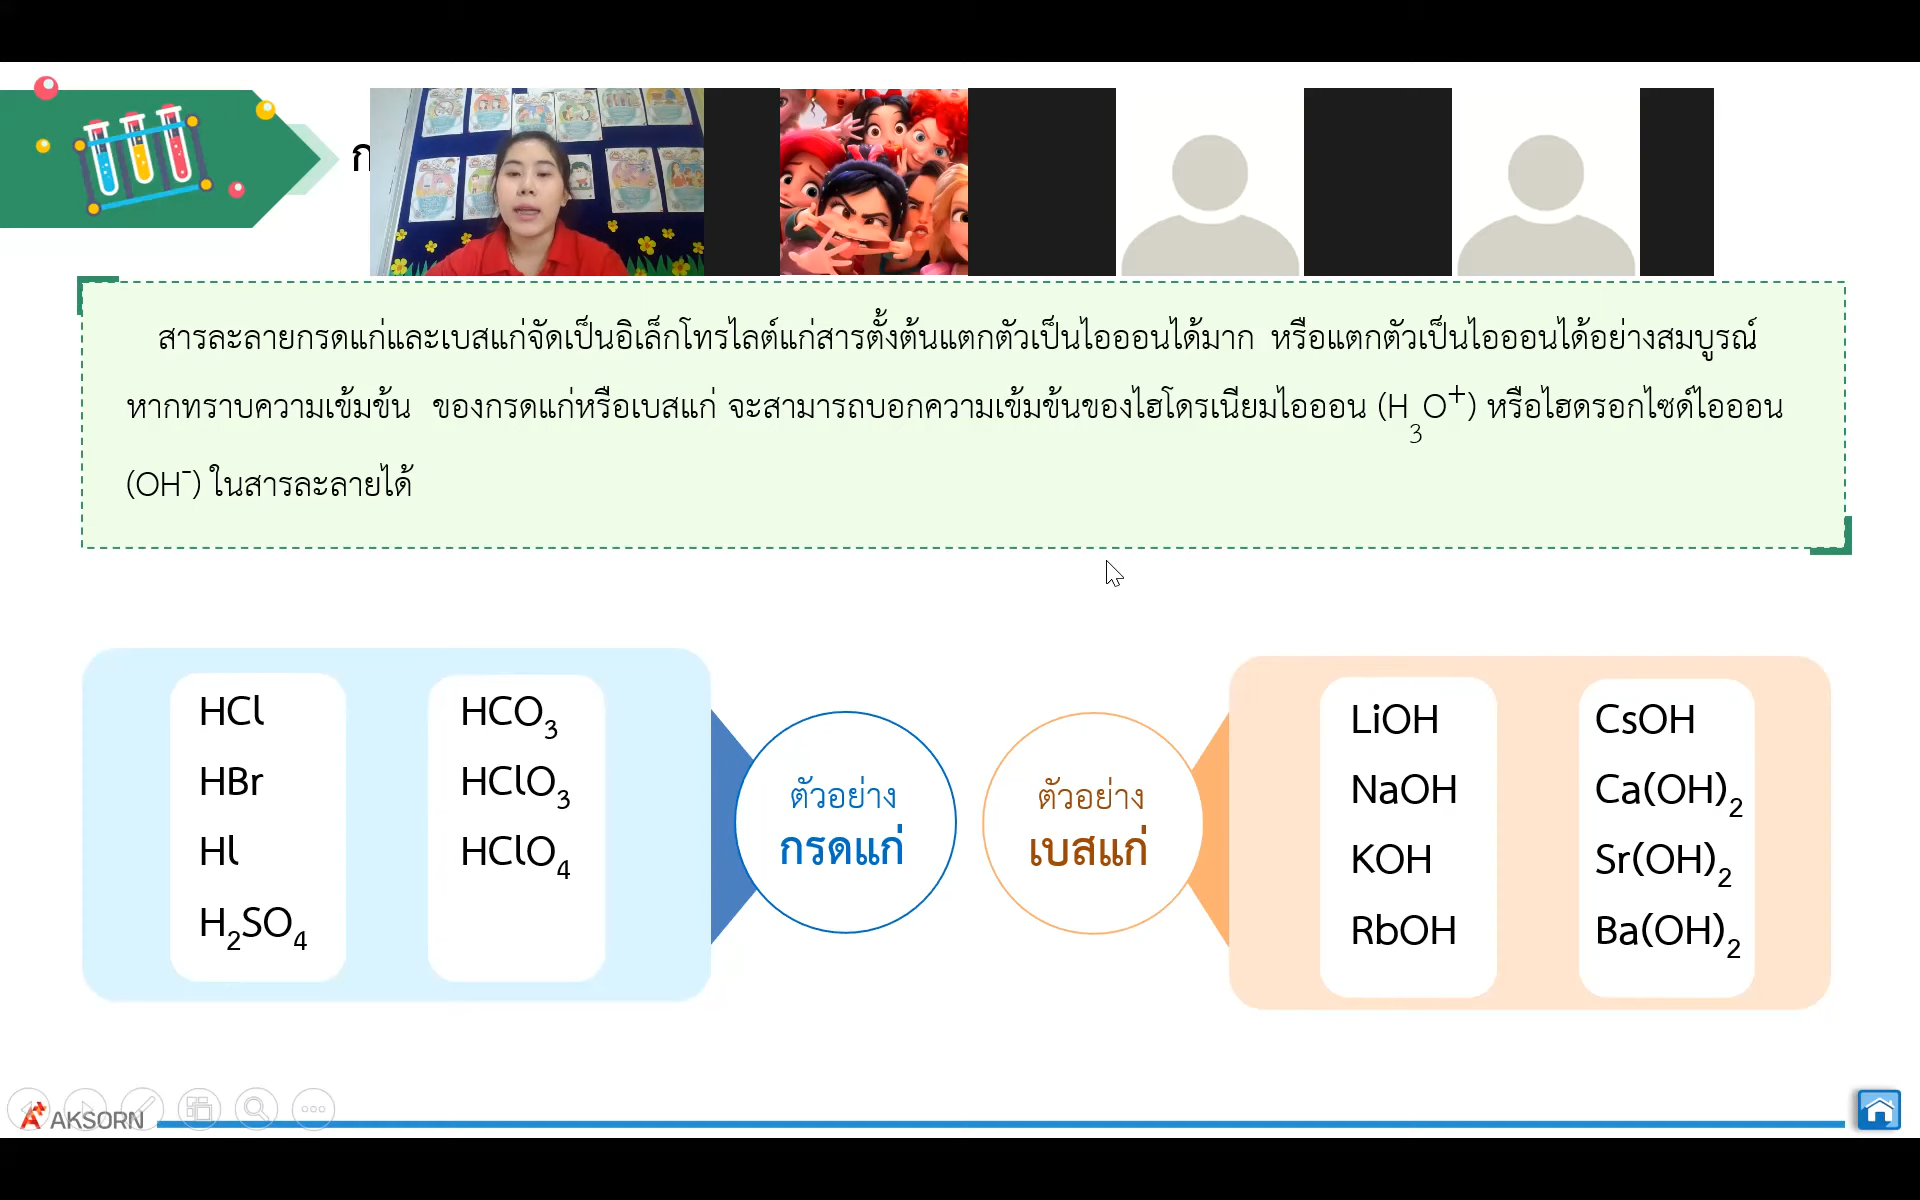 ก
สารละลายกรดแก่และเบสแก่จัดเป็นอิเล็กโทรไลต์แก่สารตั้งต้นแตกตัวเป็นไอออนได้มาก หรือแตกตัวเป็นไอออนได้อย่างสมบูรณ์
หากทราบความเข้มข้น ของกรดแก่หรือเบสแก่ จะสามารถบอกความเข้มข้นของไฮโดรเนียมไอออน (H₃O⁺) หรือไฮดรอกไซด์ไอออน
(OH⁻) ในสารละลายได้
HCl
HBr
Hl
H₂SO₄
HCO₃
HClO₃
HClO₄
ตัวอย่าง
กรดแก่
ตัวอย่าง
เบสแก่
LiOH
NaOH
KOH
RbOH
CsOH
Ca(OH)₂
Sr(OH)₂
Ba(OH)₂
AKSORN